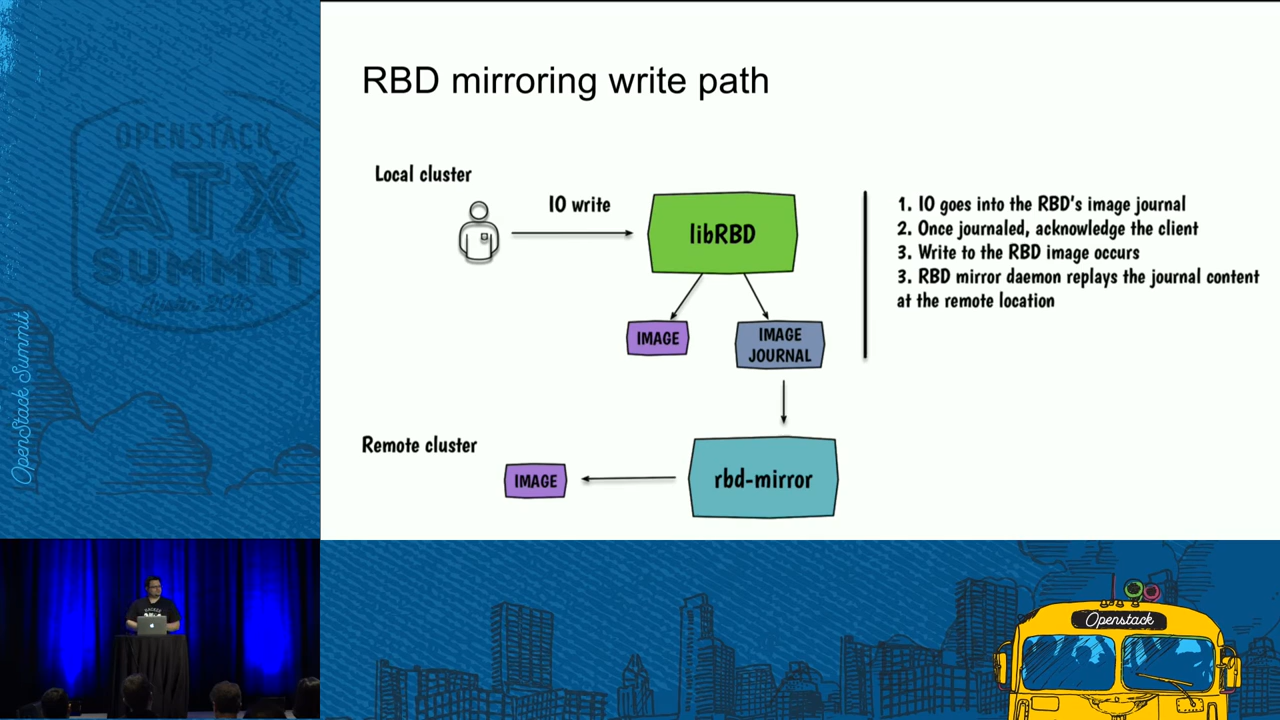 RBD mirroring write path
Local cluster
IO write
libRBD
IMAGE
IMAGE
JOURNAL
1. IO goes into the RBD's image journal
2. Once journaled, acknowledge the client
3. Write to the RBD image occurs
3. RBD mirror daemon replays the journal content
at the remote location
Remote cluster
IMAGE
rbd-mirror
OPENSTACK
ATX
SUMMIT
OpenStack Summit
Openstack